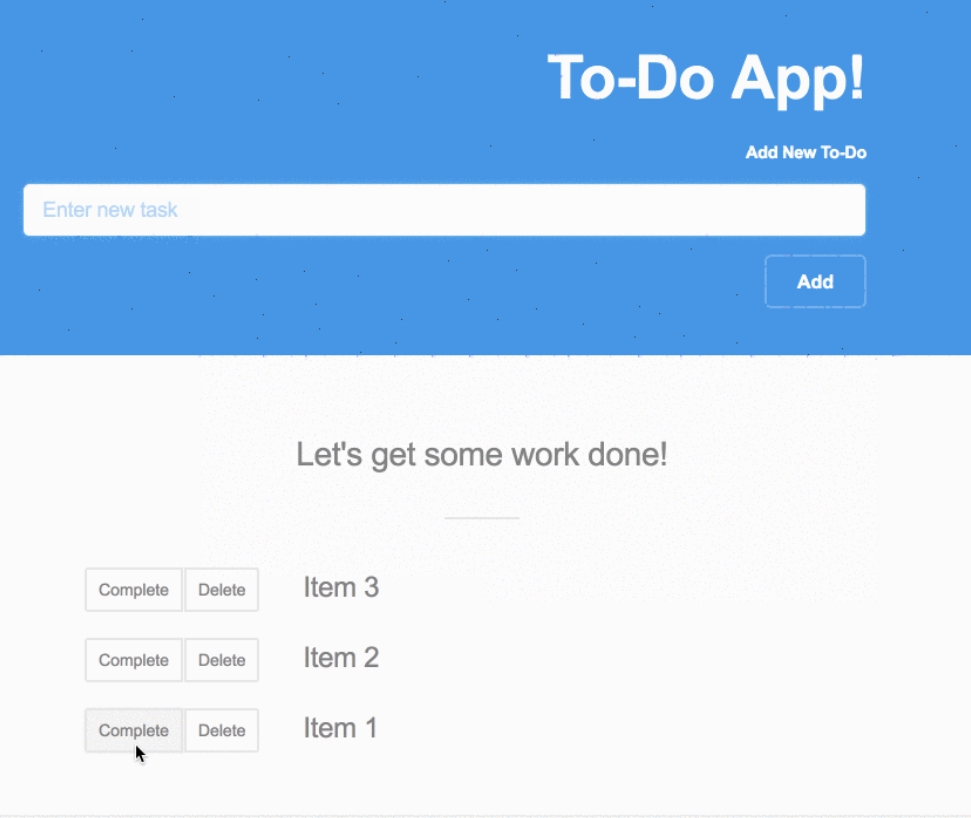 To-Do App!
Add New To-Do
Enter new task
Add
Let's get some work done!
Complete Delete Item 3
Complete Delete Item 2
Complete Delete Item 1